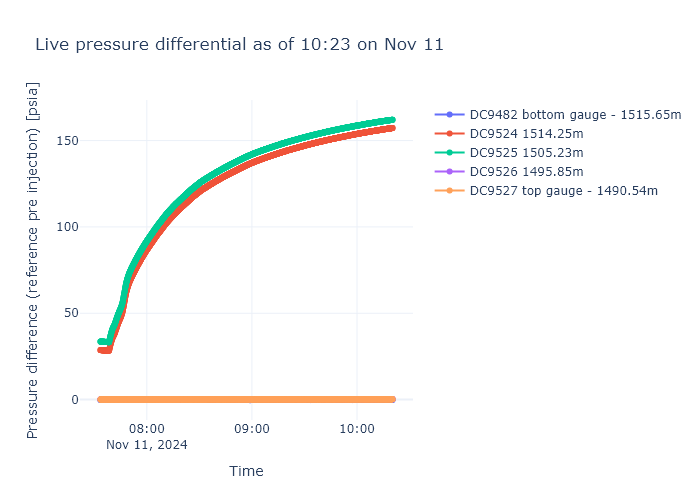 Live pressure differential as of 10:23 on Nov 11
Pressure difference (reference pre injection) [psia]
150
100
50
0
08:00
Nov 11, 2024
09:00
10:00
Time
DC9482 bottom gauge - 1515.65m
DC9524 1514.25m
DC9525 1505.23m
DC9526 1495.85m
DC9527 top gauge - 1490.54m